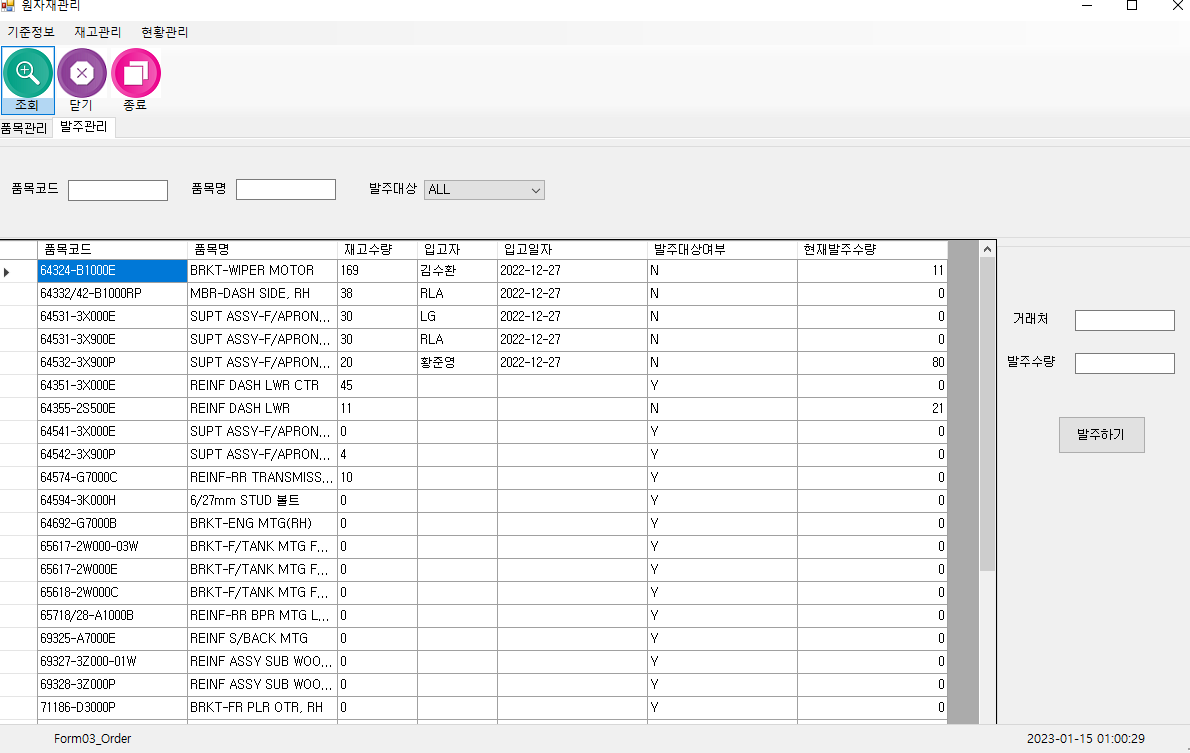 원자재관리
기준정보 재고관리 현황관리
조회 닫기 종료
품목관리 발주관리
품목코드 품목명 발주대상 ALL
품목코드 품목명 재고수량 입고자 입고일자 발주대상여부 현재발주수량
64324-B1000E BRKT-WIPER MOTOR 169 김수환 2022-12-27 N 11
64332/42-B1000RP MBR-DASH SIDE, RH 38 RLA 2022-12-27 N 0
64531-3X000E SUPT ASSY-F/APRON,... 30 LG 2022-12-27 N 0
64531-3X900E SUPT ASSY-F/APRON,... 30 RLA 2022-12-27 N 0
64532-3X900P SUPT ASSY-F/APRON,... 20 황준영 2022-12-27 N 80
64351-3X000E REINF DASH LWR CTR 45 Y 0
64355-2S500E REINF DASH LWR 11 N 21
64541-3X000E SUPT ASSY-F/APRON,... 0 Y 0
64542-3X900P SUPT ASSY-F/APRON,... 4 Y 0
64574-G7000C REINF-RR TRANSMISS... 10 Y 0
64594-3K000H 6/27mm STUD 볼트 0 Y 0
64692-G7000B BRKT-ENG MTG(RH) 0 Y 0
65617-2W000-03W BRKT-F/TANK MTG F... 0 Y 0
65617-2W000E BRKT-F/TANK MTG F... 0 Y 0
65618-2W000C BRKT-F/TANK MTG F... 0 Y 0
65718/28-A1000B REINF-RR BPR MTG L... 0 Y 0
69325-A7000E REINF S/BACK MTG 0 Y 0
69327-3Z000-01W REINF ASSY SUB WOO... 0 Y 0
69328-3Z000P REINF ASSY SUB WOO... 0 Y 0
71186-D3000P BRKT-FR PLR OTR, RH 0 Y 0
거래처
발주수량
발주하기
Form03_Order 2023-01-15 01:00:29